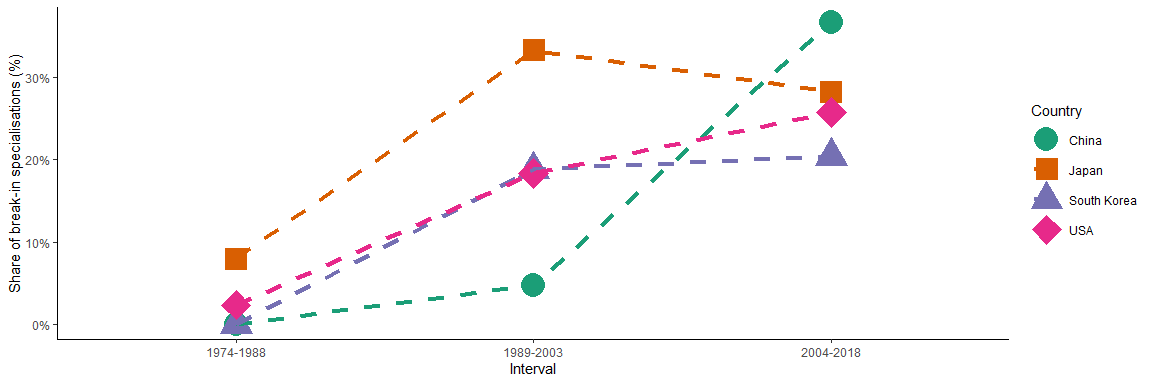 Share of break-in specialisations (%)
30%
20%
10%
0%
1974-1988
1989-2003
2004-2018
Interval
Country
China
Japan
South Korea
USA